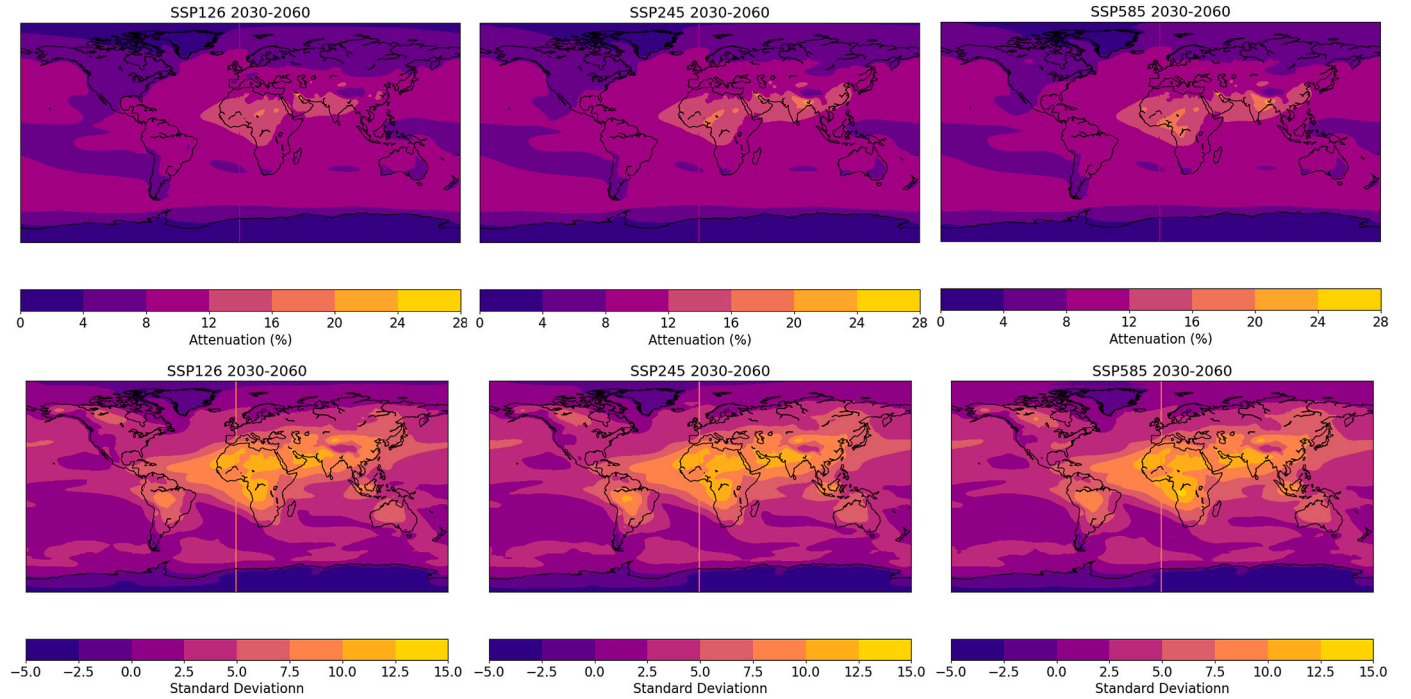 SSP126 2030-2060 SSP245 2030-2060 SSP585 2030-2060
0 4 8 12 16 20 24 28 0 4 8 12 16 20 24 28 0 4 8 12 16 20 24 28
Attenuation (%) Attenuation (%) Attenuation (%)
SSP126 2030-2060 SSP245 2030-2060 SSP585 2030-2060
−5.0 −2.5 0.0 2.5 5.0 7.5 10.0 12.5 15.0 −5.0 −2.5 0.0 2.5 5.0 7.5 10.0 12.5 15.0 −5.0 −2.5 0.0 2.5 5.0 7.5 10.0 12.5 15.0
Standard Deviationn Standard Deviationn Standard Deviationn